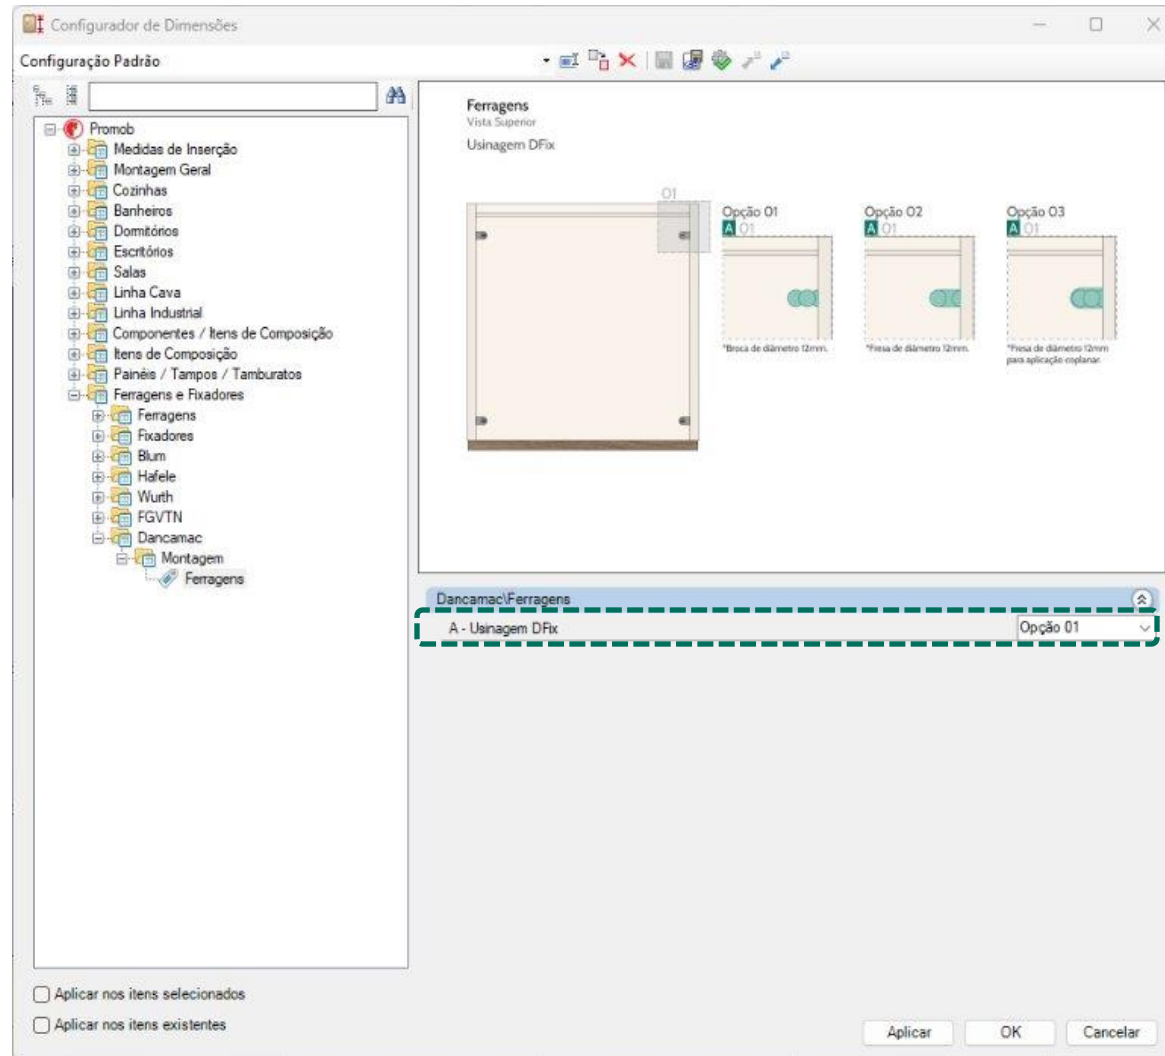 Configurador de Dimensões
Configuração Padrão
Promob
Medidas de Inserção
Montagem Geral
Cozinhas
Banheiros
Dormitórios
Escritórios
Salas
Linha Cava
Linha Industrial
Componentes / Itens de Composição
Itens de Composição
Painéis / Tampos / Tamburatos
Ferragens e Fixadores
Ferragens
Fixadores
Blum
Hafele
Wurth
FGVTN
Dancamac
Montagem
Ferragens
Aplicar nos itens selecionados
Aplicar nos itens existentes
Ferragens
Vista Superior
Usinagem DFix
01
Opção 01
A 01
*Broca de diâmetro 12mm.
Opção 02
A 01
*Fresa de diâmetro 12mm.
Opção 03
A 01
*Fresa de diâmetro 12mm
para aplicação coplanar.
Dancamac\Ferragens
A - Usinagem DFix Opção 01
Aplicar OK Cancelar